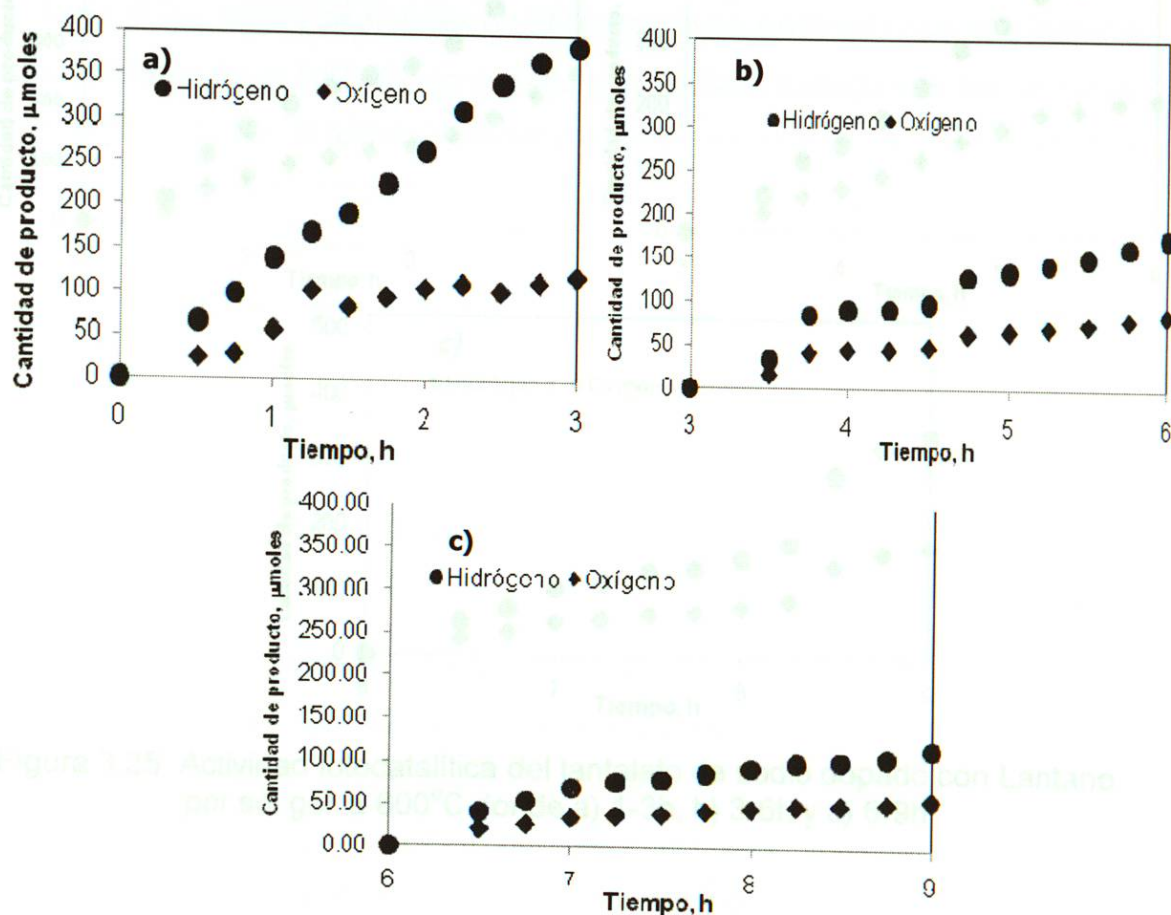 a)
Cantidad de producto, µmoles
400
350
300
250
200
150
100
50
0
Hidrógeno Oxígeno
0 1 2 3
Tiempo, h
b)
Cantidad de producto, µmoles
400
350
300
250
200
150
100
50
0
Hidrógeno Oxígeno
3 4 5 6
Tiempo, h
c)
Cantidad de producto, µmoles
400.00
350.00
300.00
250.00
200.00
150.00
100.00
50.00
0.00
Hidrógeno Oxígeno
6 7 8 9
Tiempo, h